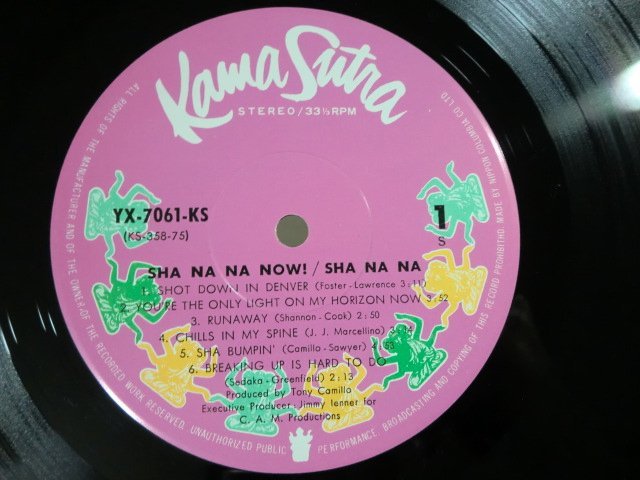 Kama Sutra
STEREO/33⅓RPM
YX-7061-KS
(KS-358-75)
1
S
SHA NA NA NOW! / SHA NA NA
1. SHOT DOWN IN DENVER (Foster-Lawrence 3:11)
2. YOU'RE THE ONLY LIGHT ON MY HORIZON NOW 3:52
3. RUNAWAY (Shannon-Cook) 2:50
4. CHILLS IN MY SPINE (J. J. Marcellino) 3:14
5. SHA BUMPIN' (Camilla-Sawyer) 4:53
6. BREAKING UP IS HARD TO DO
(Sedaka-Greenfield) 2:13
Produced by Tony Camillo
Executive Producer: Jimmy Ienner for
C. A. M. Productions
ALL RIGHTS OF THE MANUFACTURER AND OF THE OWNER OF THE RECORDED WORK RESERVED. UNAUTHORIZED PUBLIC PERFORMANCE, BROADCASTING AND COPYING OF THIS RECORD PROHIBITED. MADE BY NIPPON COLUMBIA CO. LTD.